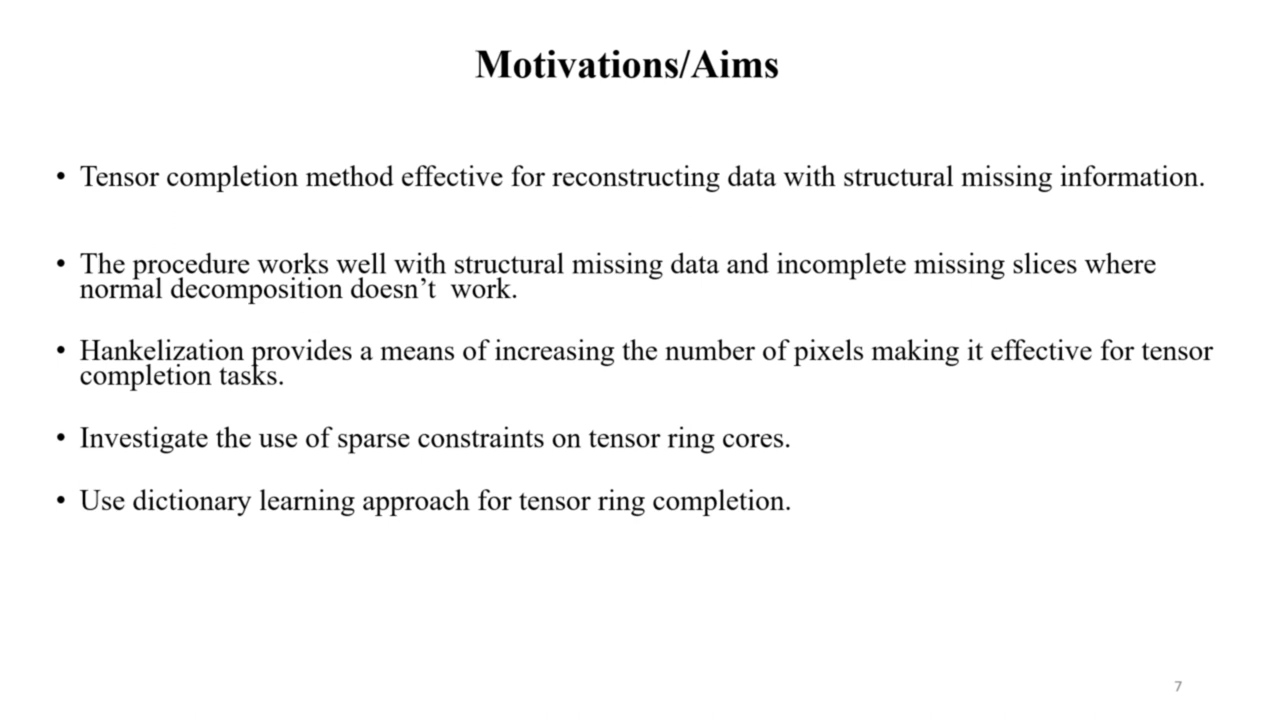 Motivations/Aims
• Tensor completion method effective for reconstructing data with structural missing information.
• The procedure works well with structural missing data and incomplete missing slices where
normal decomposition doesn’t  work.
• Hankelization provides a means of increasing the number of pixels making it effective for tensor
completion tasks.
• Investigate the use of sparse constraints on tensor ring cores.
• Use dictionary learning approach for tensor ring completion.
7